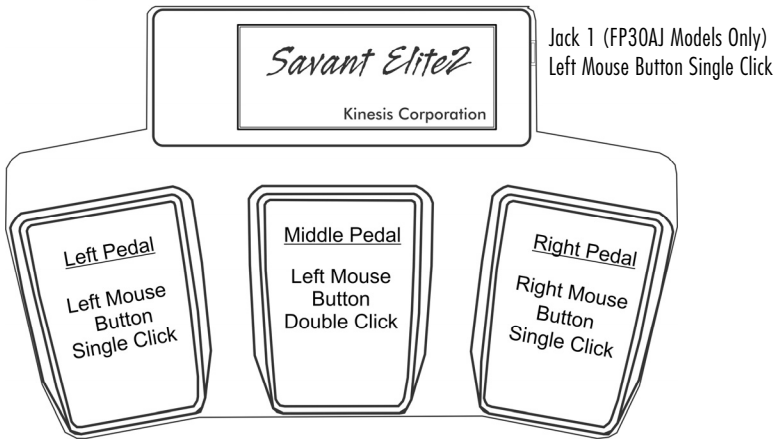 Savant Elite2
Kinesis Corporation
Jack 1 (FP30AJ Models Only)
Left Mouse Button Single Click
Left Pedal
Left Mouse
Button
Single Click
Middle Pedal
Left Mouse
Button
Double Click
Right Pedal
Right Mouse
Button
Single Click